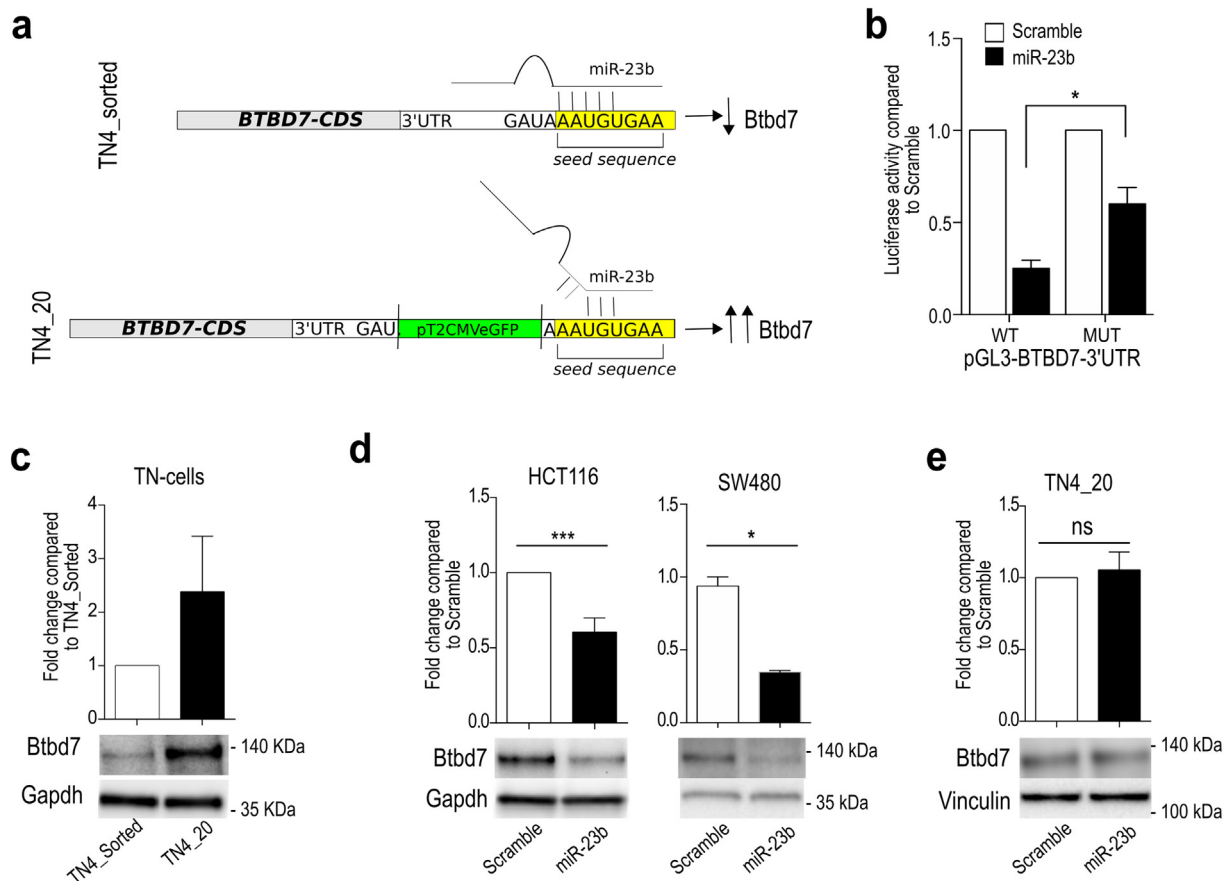 a
TN4_sorted
miR-23b
BTBD7-CDS 3'UTR GAUAAAUGUGAA Btbd7
seed sequence
TN4_20
miR-23b
BTBD7-CDS 3'UTR GAU pT2CMVeGFP AAAUGUGAA Btbd7
seed sequence
b
Luciferase activity compared
to Scramble
Scramble
miR-23b
1.5
1.0
0.5
0.0
*
WT MUT
pGL3-BTBD7-3'UTR
c
TN-cells
Fold change compared
to TN4_Sorted
4
3
2
1
0
Btbd7 - 140 KDa
Gapdh - 35 KDa
TN4_Sorted TN4_20
d
HCT116
Fold change compared
to Scramble
1.5
1.0
0.5
0.0
***
Btbd7
Gapdh
Scramble miR-23b
SW480
1.5
1.0
0.5
0.0
*
- 140 kDa
- 35 KDa
Scramble miR-23b
e
TN4_20
Fold change compared
to Scramble
1.5
1.0
0.5
0.0
ns
Btbd7 - 140 kDa
Vinculin - 100 kDa
Scramble miR-23b